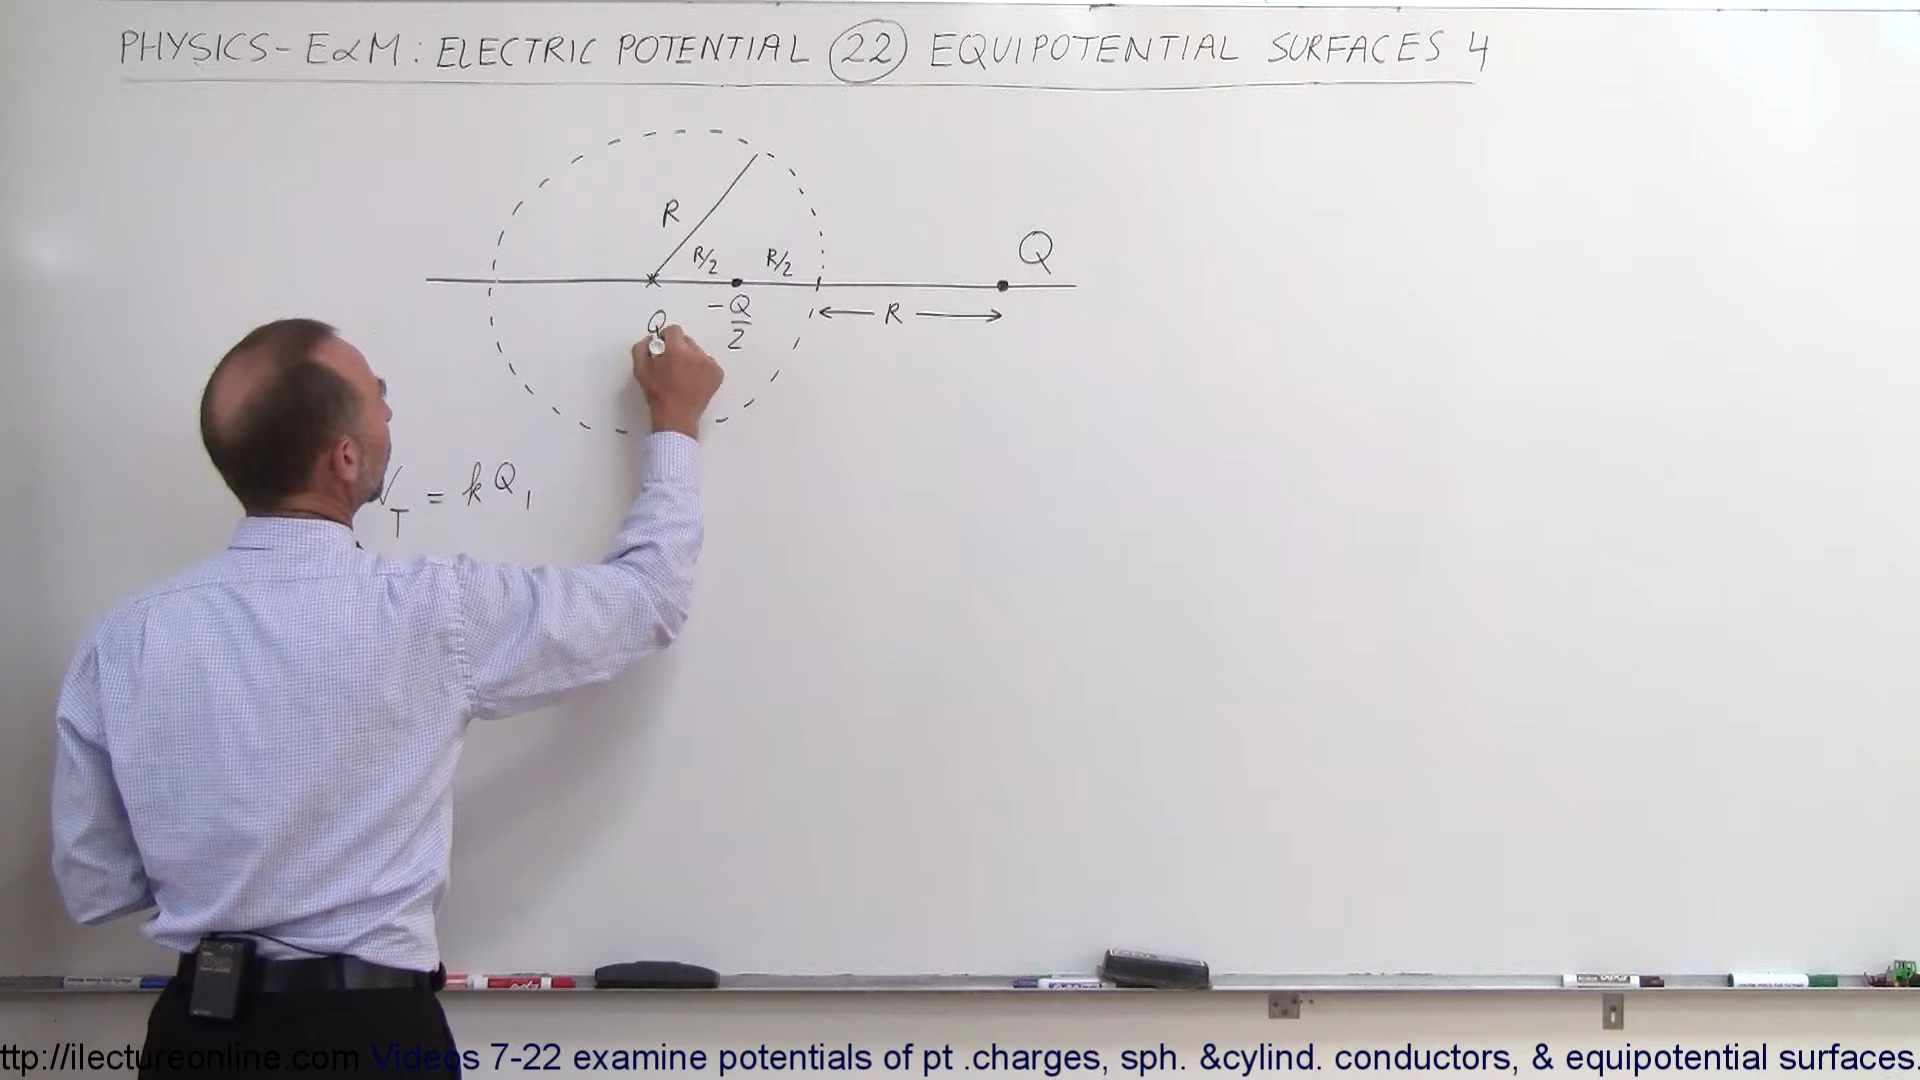 PHYSICS - E&M: ELECTRIC POTENTIAL (22) EQUIPOTENTIAL SURFACES 4
R
R/2 R/2
Q
-Q/2
R
Q
T = kQ1
ttp://ilectureonline.com Videos 7-22 examine potentials of pt .charges, sph. &cylind. conductors, & equipotential surfaces.